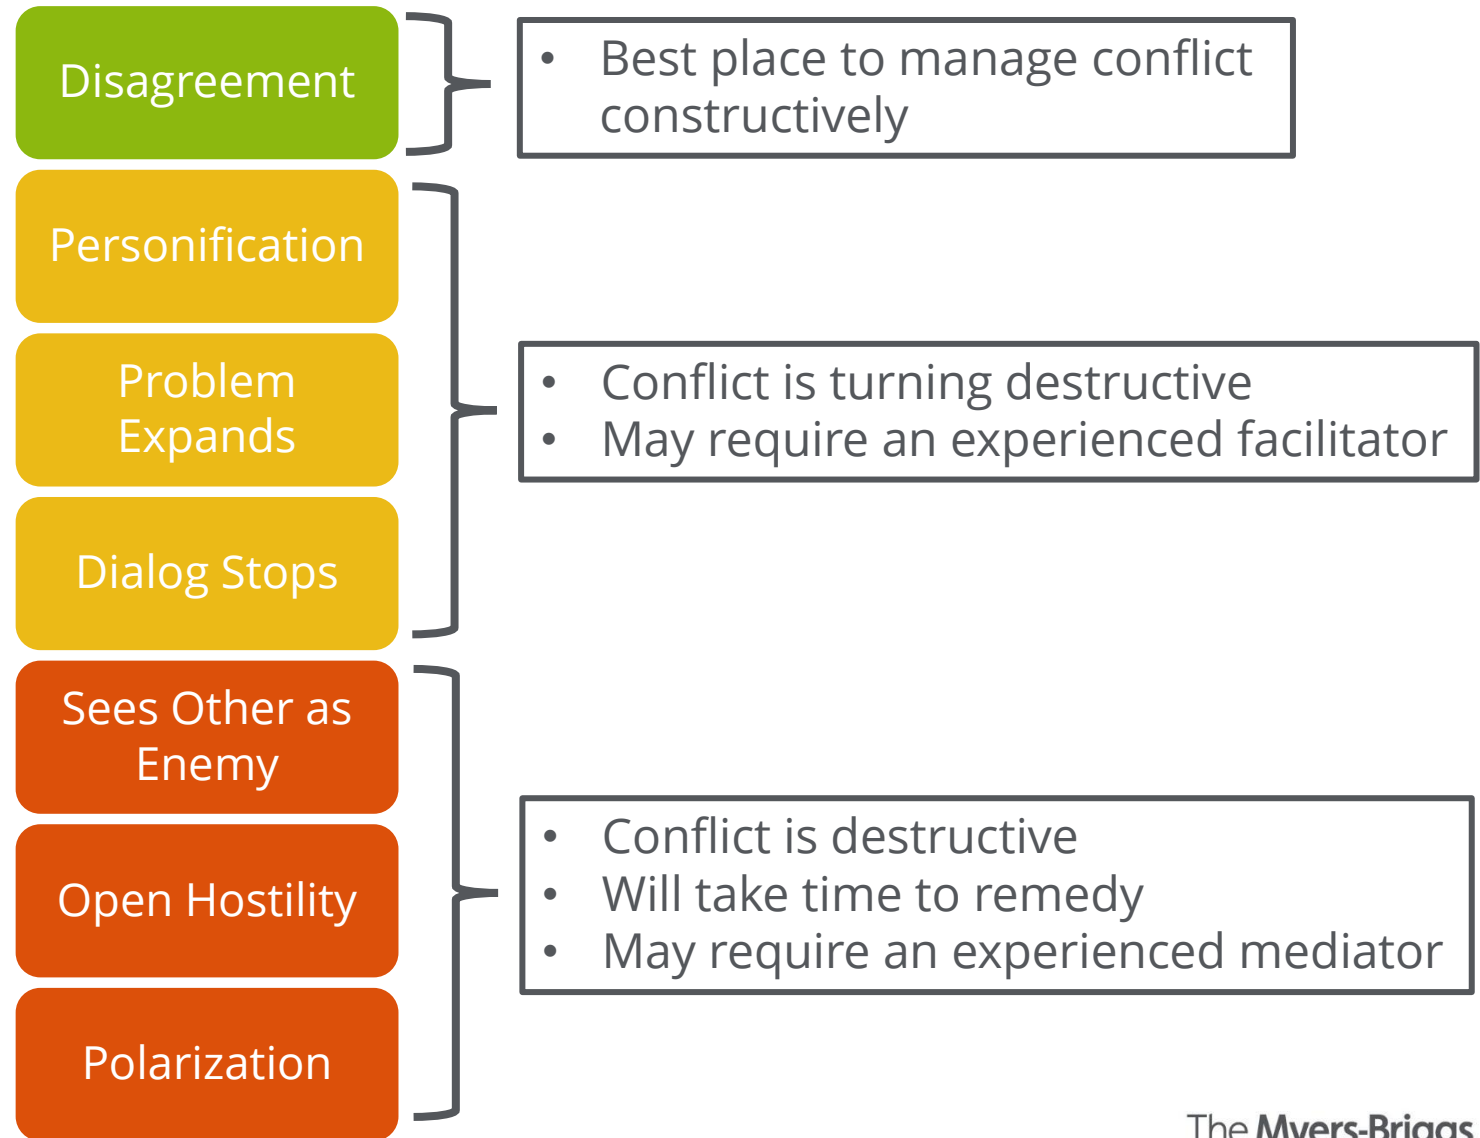 Disagreement
• Best place to manage conflict
constructively
Personification
Problem
Expands
• Conflict is turning destructive
• May require an experienced facilitator
Dialog Stops
Sees Other as
Enemy
Open Hostility
• Conflict is destructive
• Will take time to remedy
• May require an experienced mediator
Polarization
The Myers-Briggs